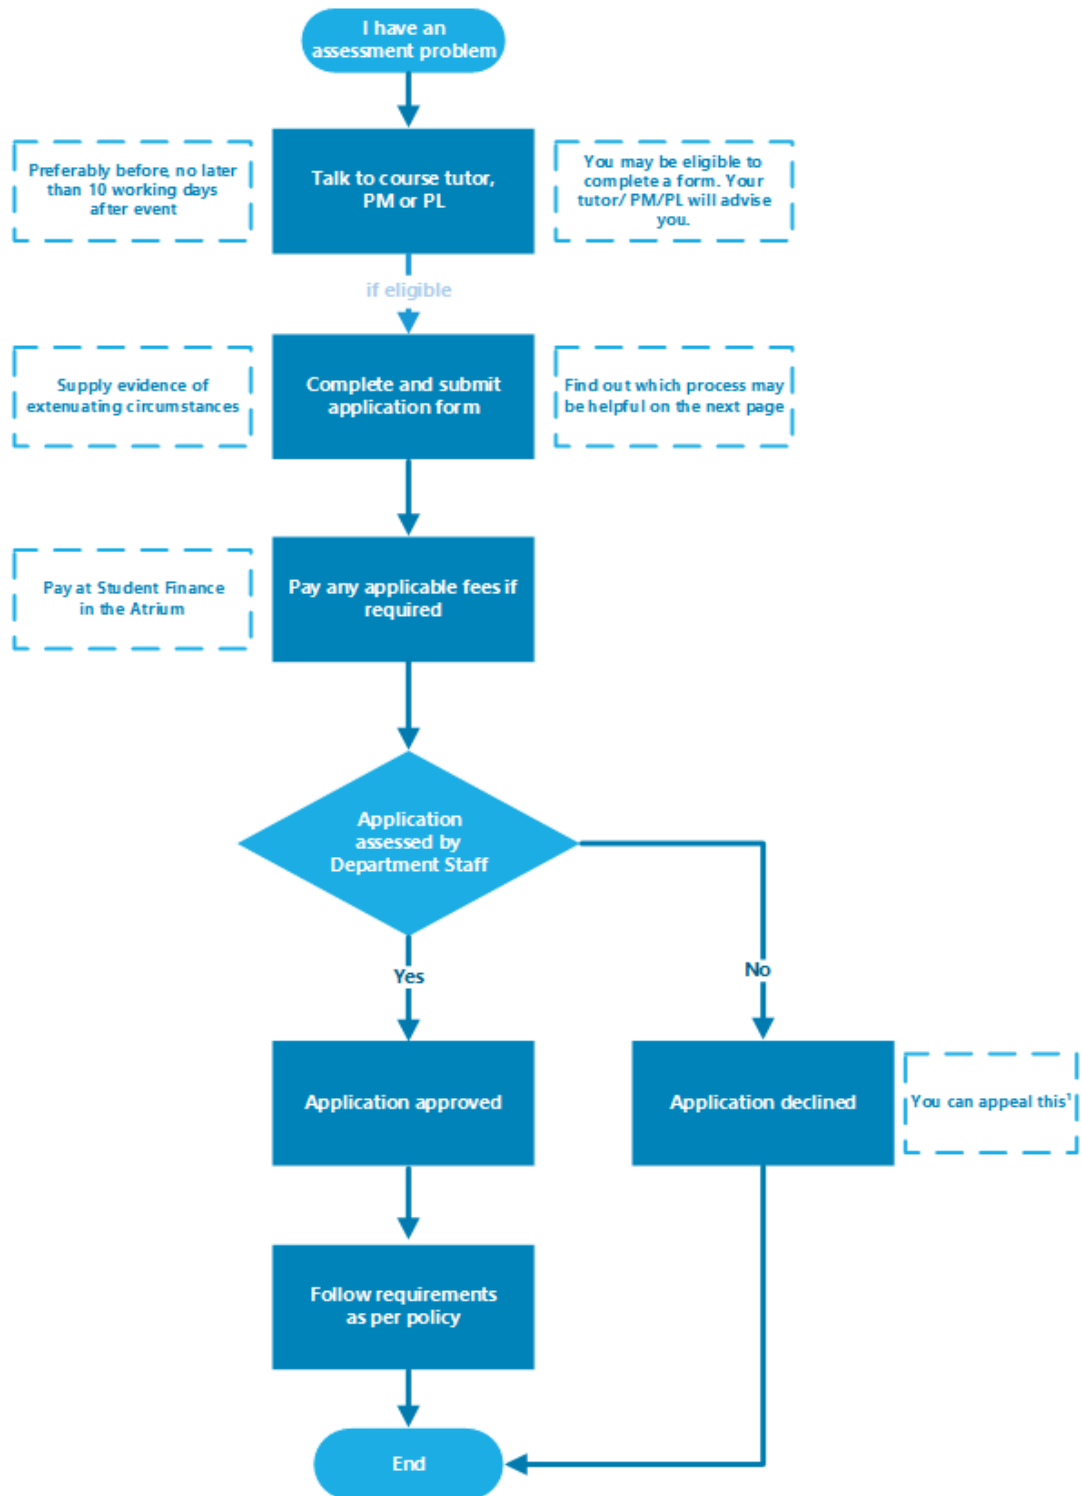 I have an
assessment problem
Preferably before, no later
than 10 working days
after event
Talk to course tutor,
PM or PL
You may be eligible to
complete a form. Your
tutor/ PM/PL will advise
you.
if eligible
Supply evidence of
extenuating circumstances
Complete and submit
application form
Find out which process may
be helpful on the next page
Pay at Student Finance
in the Atrium
Pay any applicable fees if
required
Application
assessed by
Department Staff
Yes
No
Application approved
Application declined
You can appeal this¹
Follow requirements
as per policy
End